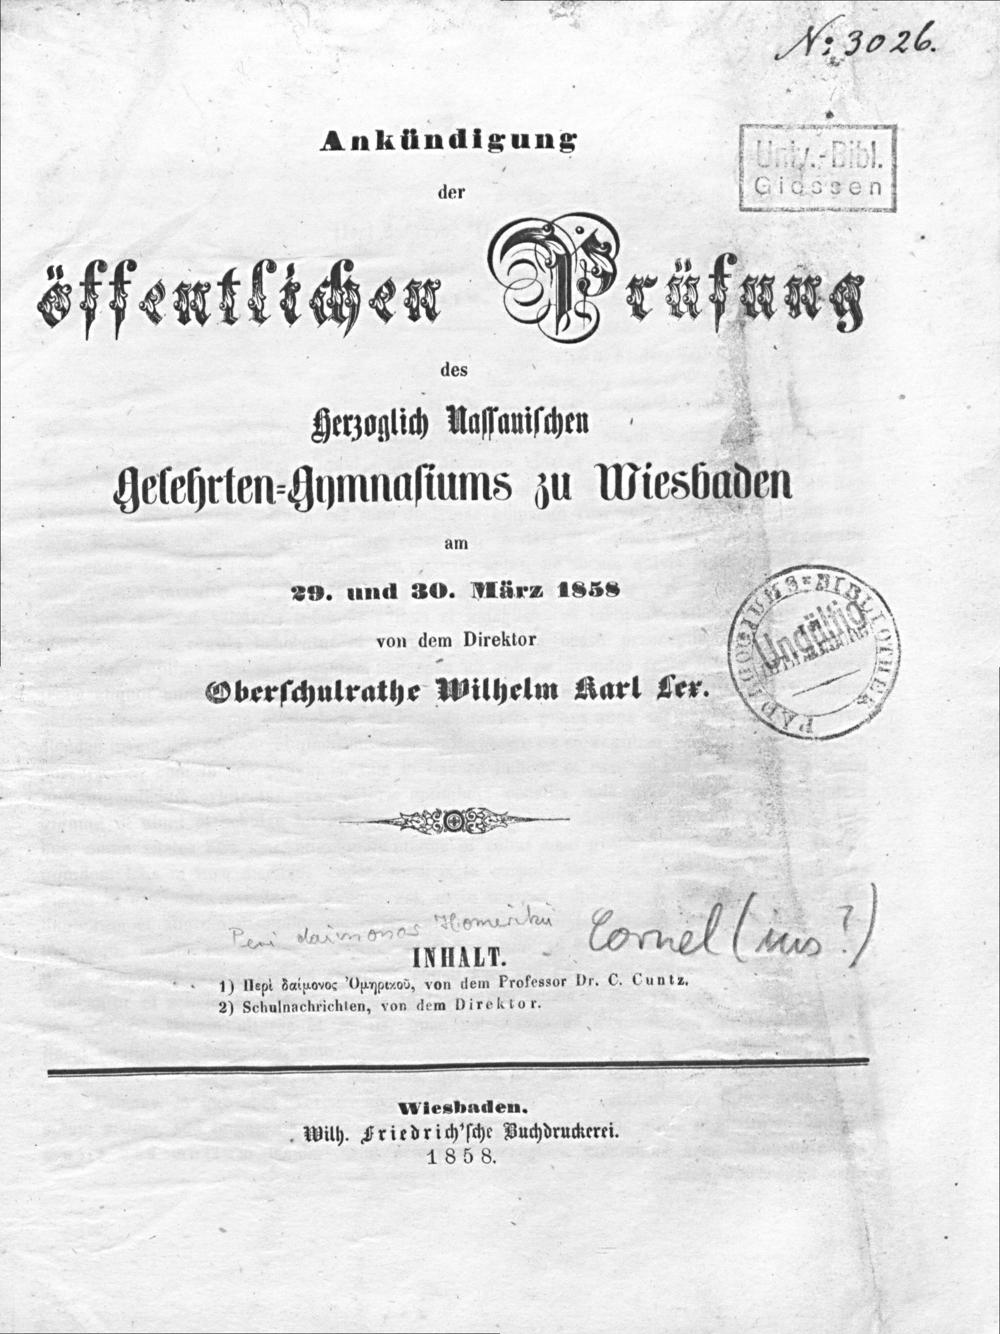 N: 3026.
Ankündigung
Univ.-Bibl.
Giessen
der
öffentlichen Prüfung
des
Herzoglich Nassauischen
Gelehrten-Gymnasiums zu Wiesbaden
am
29. und 30. März 1858
von dem Direktor
Oberschulrathe Wilhelm Karl Lex.
PÄDAGOGIUMS-BIBLIOTHEK
Ungültig
Peri daimonos Homeriku
Cornel (ius?)
INHALT.
1) Περὶ δαίμονος Ὁμηρικοῦ, von dem Professor Dr. C. Cuntz.
2) Schulnachrichten, von dem Direktor.
Wiesbaden.
Wilh. Friedrich'sche Buchdruckerei.
1858.